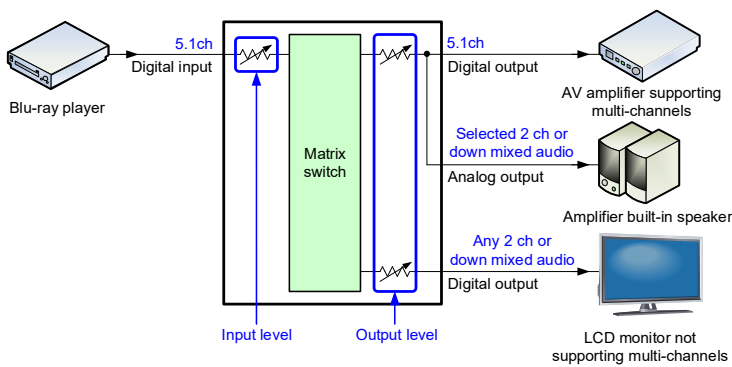 5.1ch
Digital input
Blu-ray player
Matrix
switch
Input level
Output level
5.1ch
Digital output
AV amplifier supporting
multi-channels
Selected 2 ch or
down mixed audio
Analog output
Amplifier built-in speaker
Any 2 ch or
down mixed audio
Digital output
LCD monitor not
supporting multi-channels